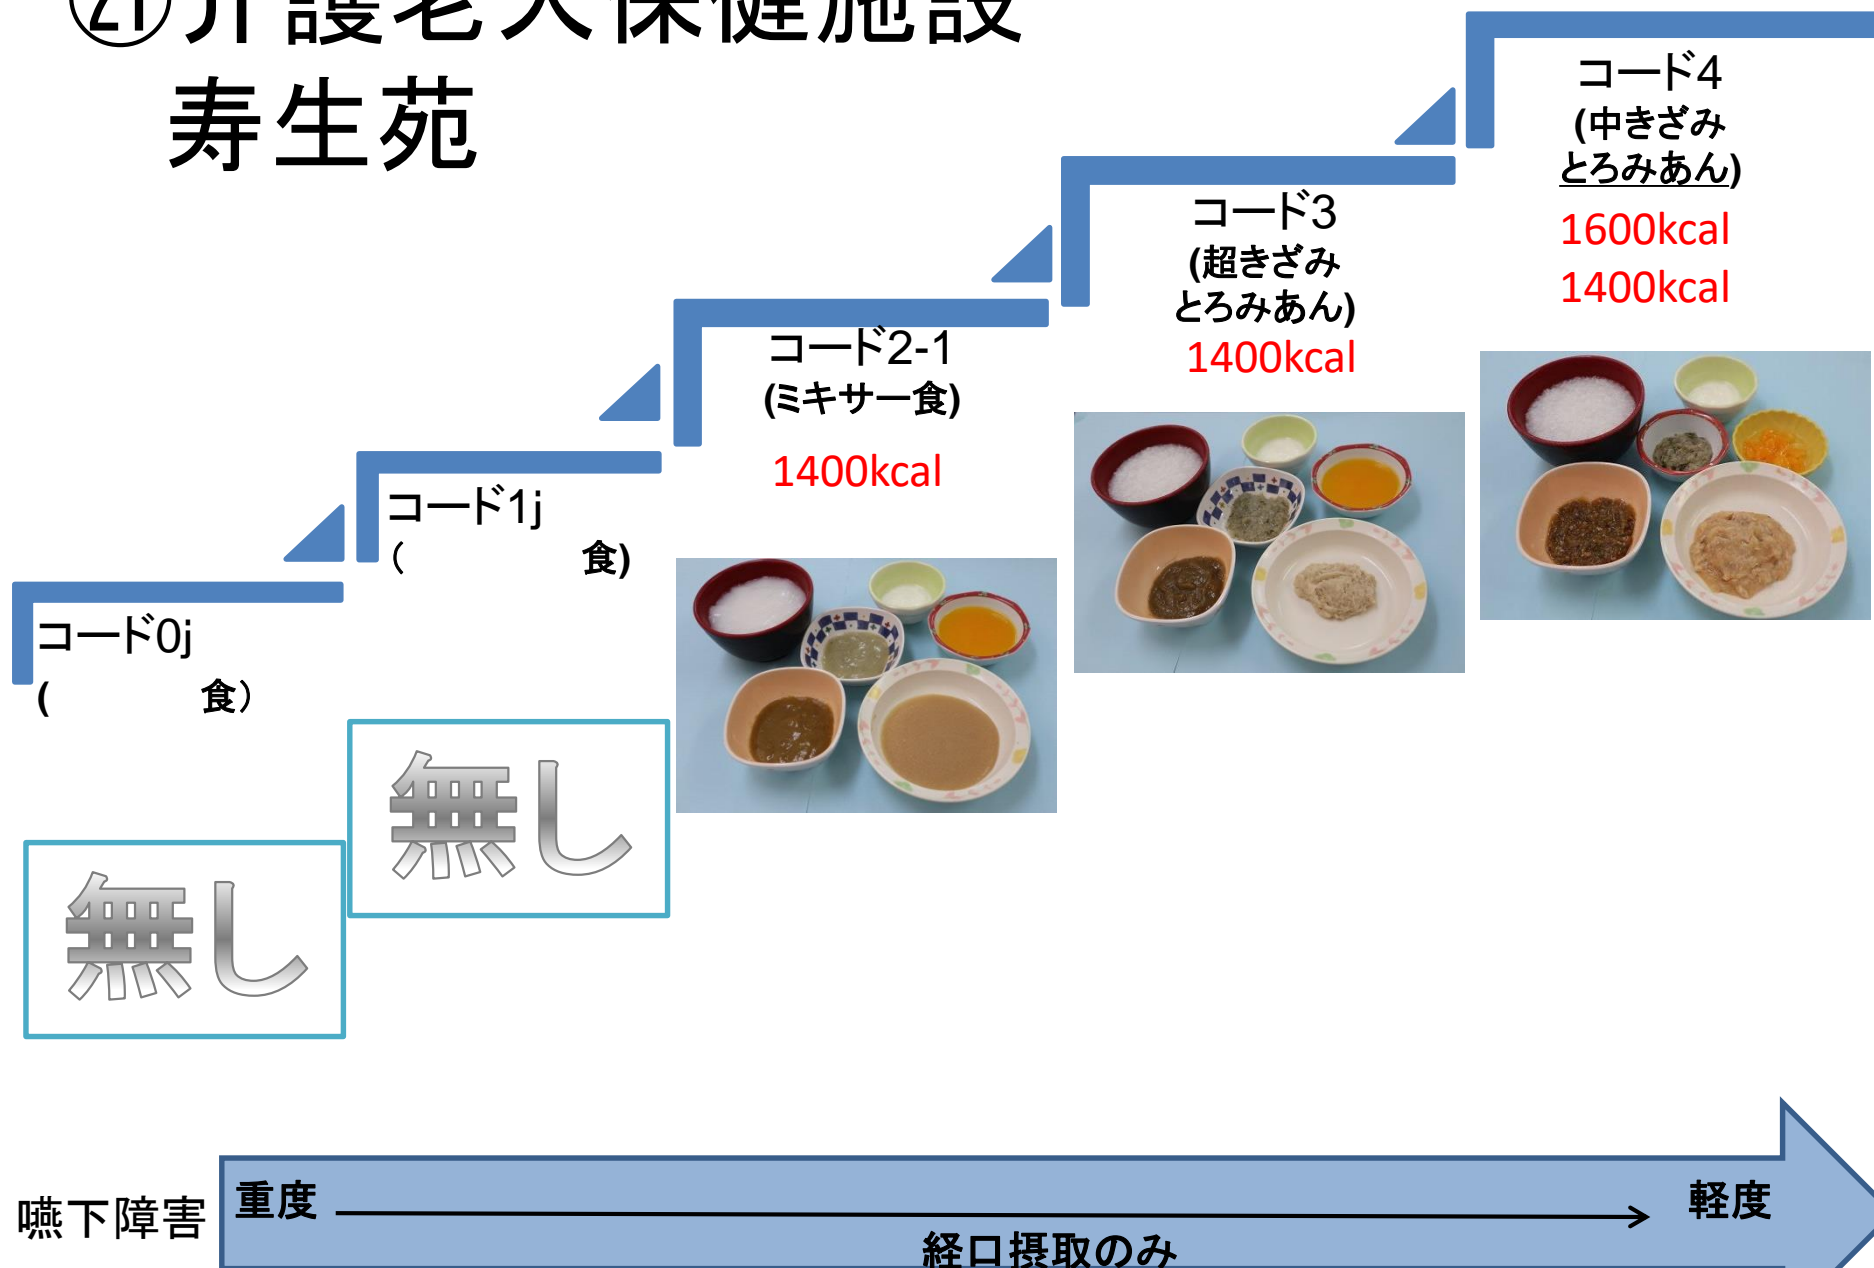 ㉑介護老人保健施設
寿生苑
コード4
(中きざみ
とろみあん)
1600kcal
1400kcal
コード3
(超きざみ
とろみあん)
1400kcal
コード2-1
(ミキサー食)
1400kcal
コード1j
(　　　　食)
コード0j
(　　　　食)
無し
無し
嚥下障害
重度
軽度
経口摂取のみ